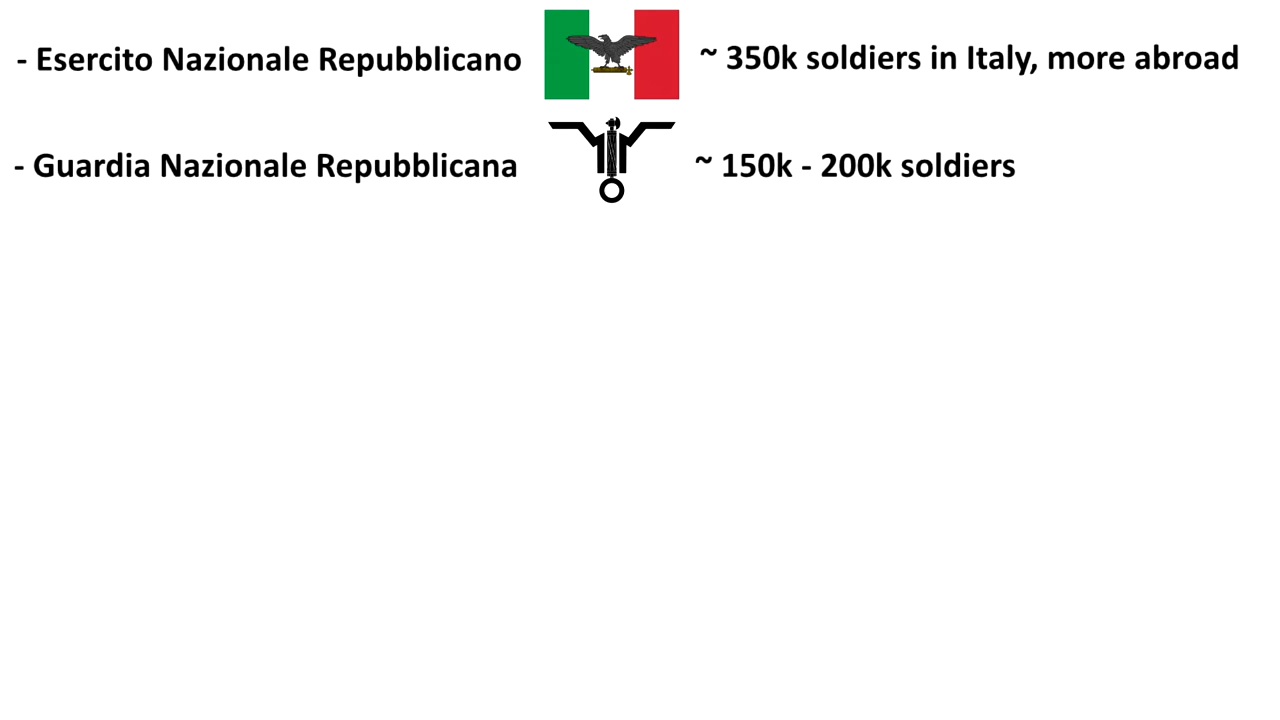 - Esercito Nazionale Repubblicano ~ 350k soldiers in Italy, more abroad
- Guardia Nazionale Repubblicana ~ 150k - 200k soldiers